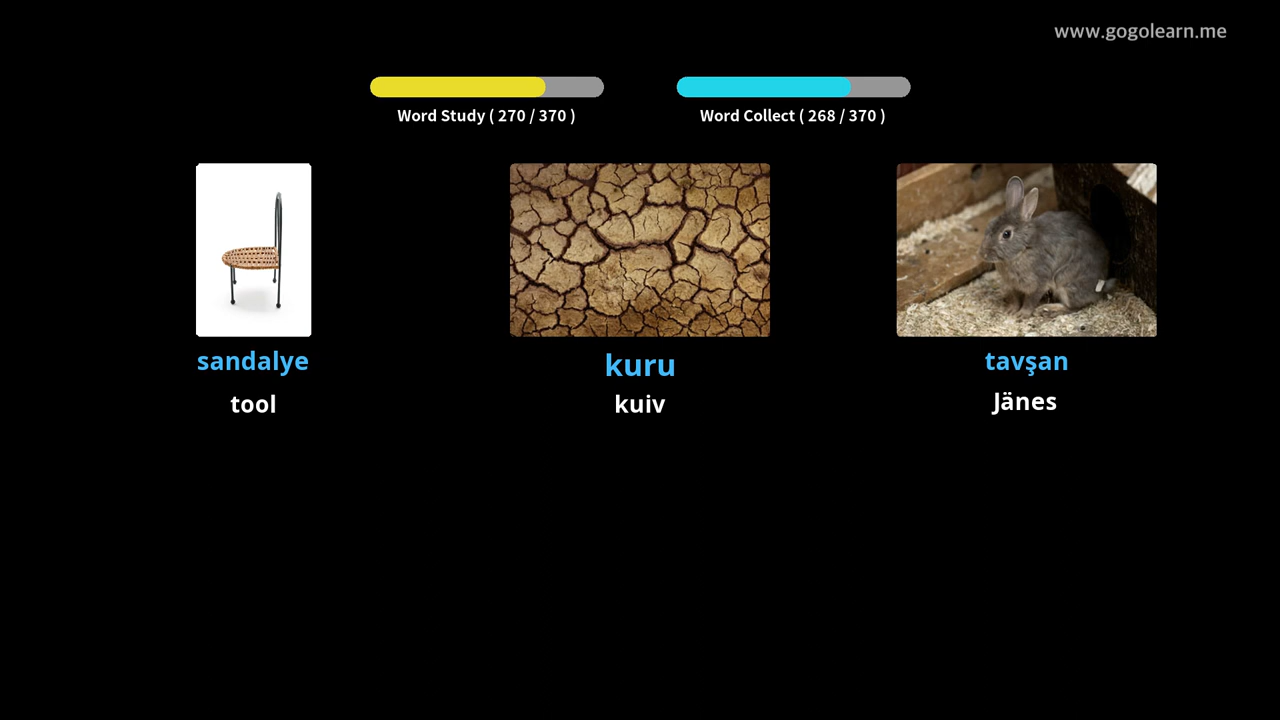 www.gogolearn.me
Word Study ( 270 / 370 )
Word Collect ( 268 / 370 )
sandalye
kuru
tavşan
tool
kuiv
Jänes